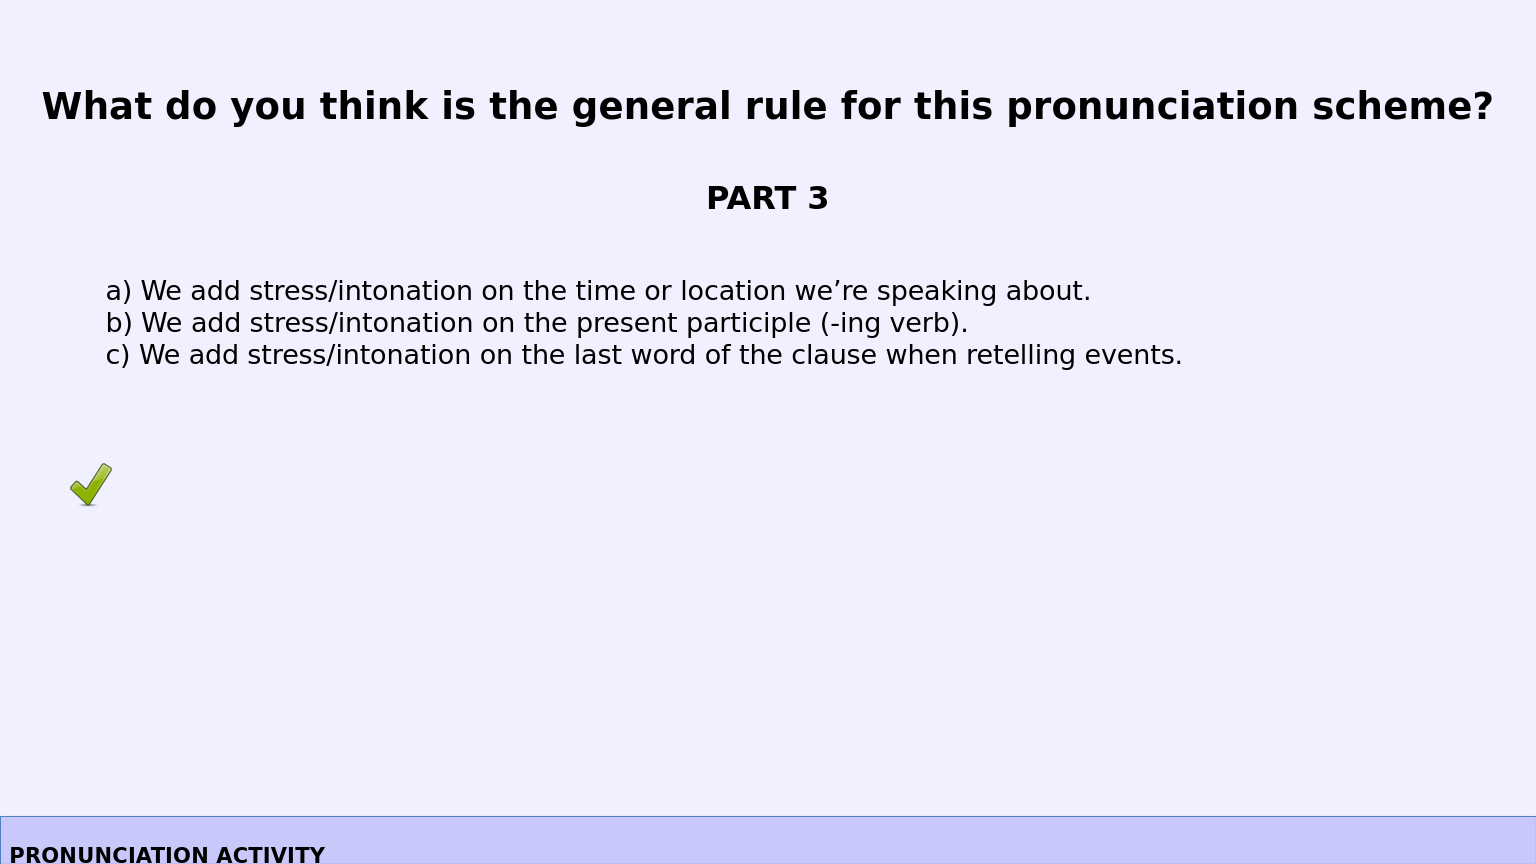 What do you think is the general rule for this pronunciation scheme?
PART 3
a) We add stress/intonation on the time or location we’re speaking about.
b) We add stress/intonation on the present participle (-ing verb).
c) We add stress/intonation on the last word of the clause when retelling events.
PRONUNCIATION ACTIVITY